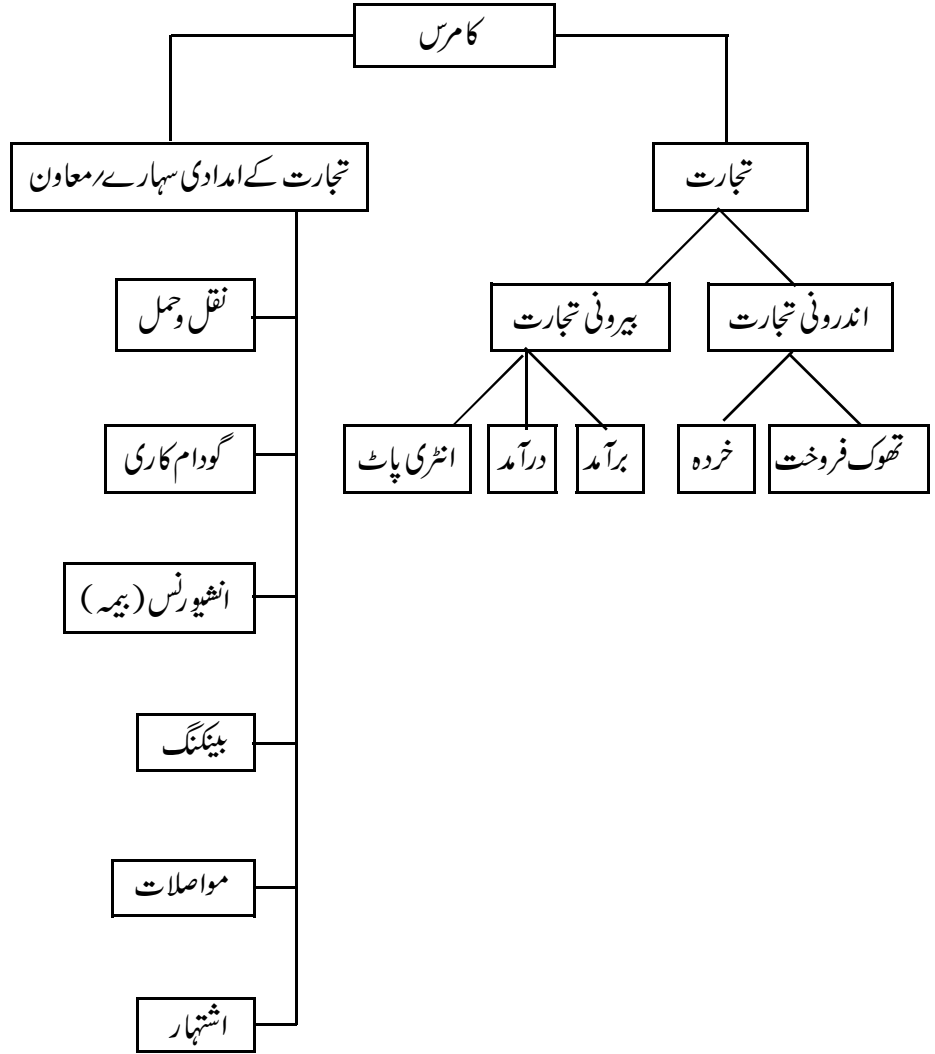 کامرس
تجارت
تجارت کے امدادی سہارے/معاون
اندرونی تجارت
بیرونی تجارت
تھوک فروخت
خردہ
برآمد
درآمد
انٹری پاٹ
نقل وحمل
گودام کاری
انشیورنس (بیمہ)
بینکنگ
مواصلات
اشتہار